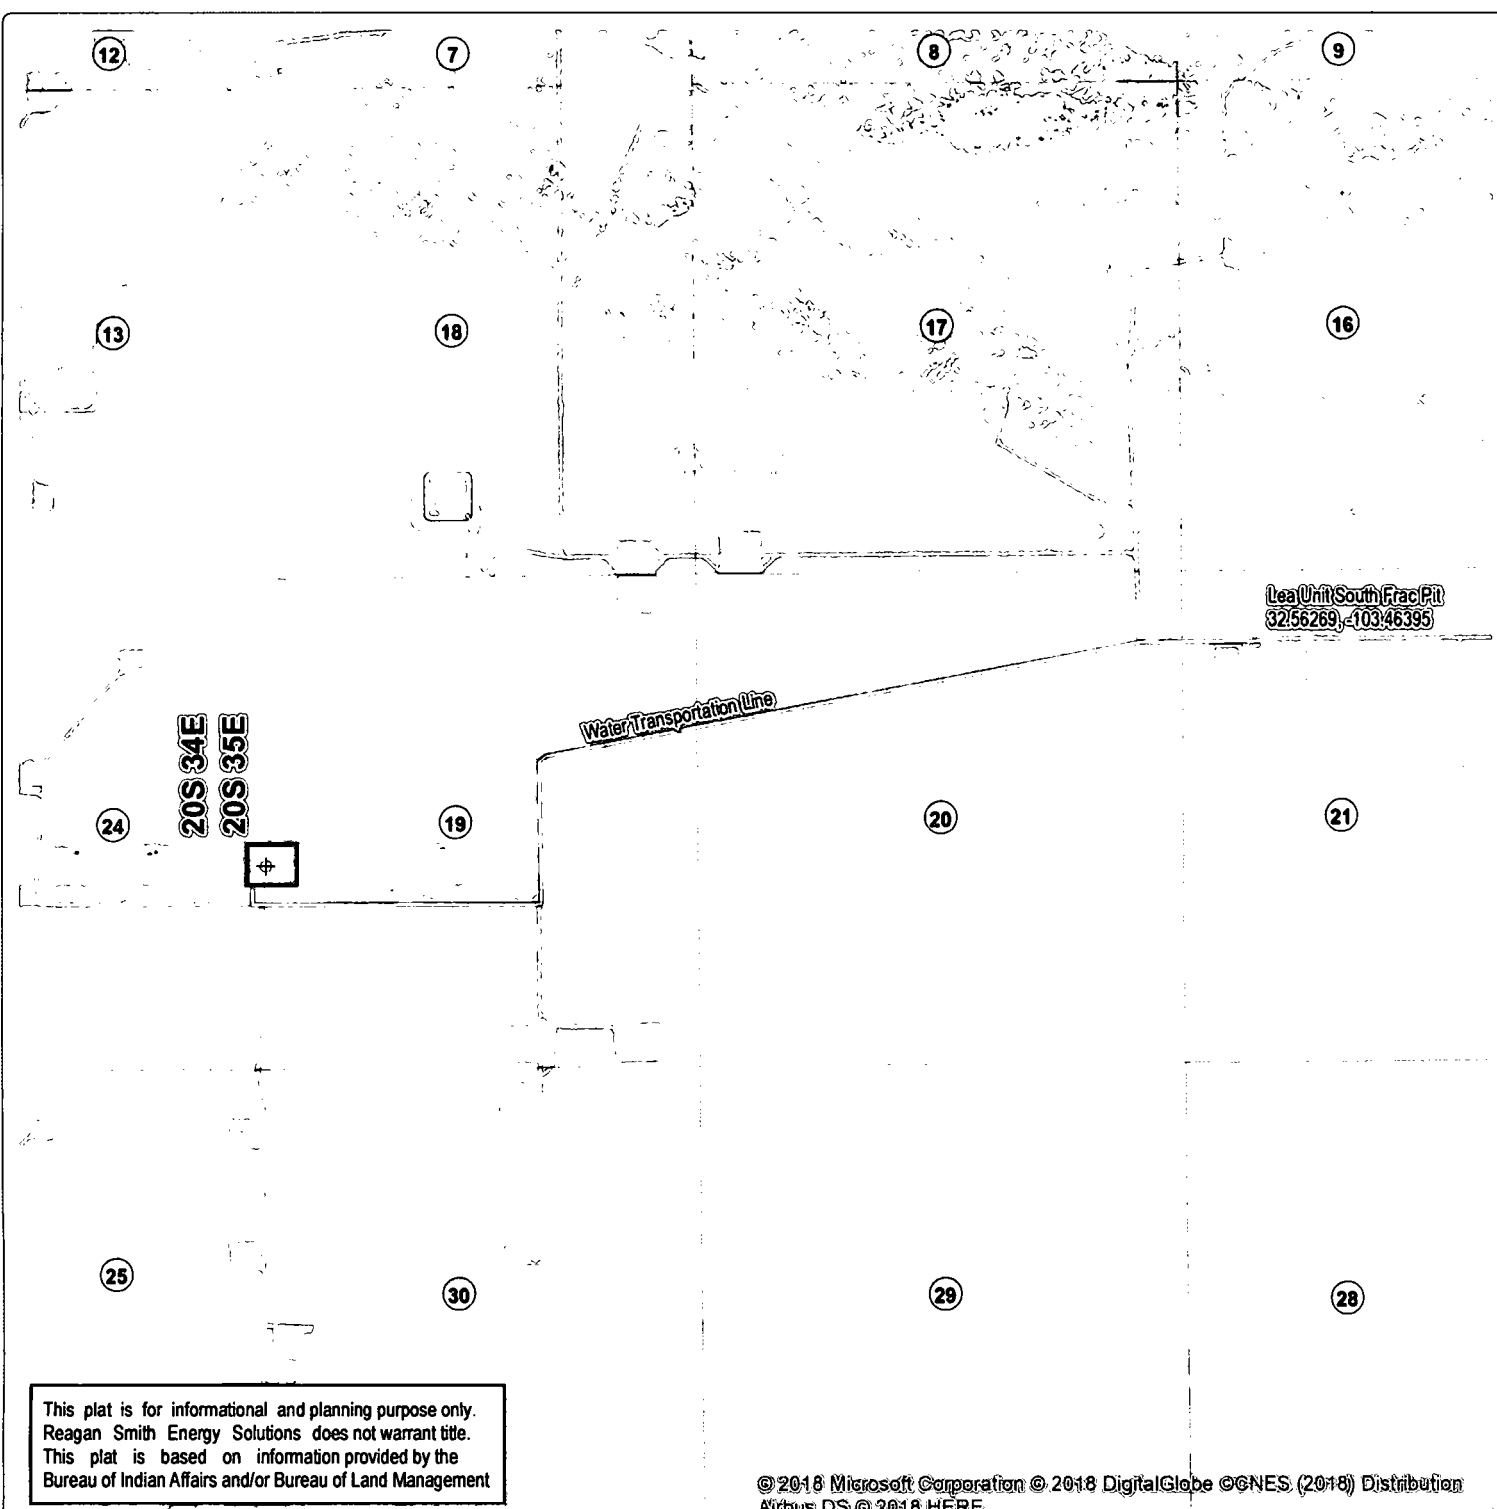 12
7
8
9
13
18
17
16
Lea Unit South Frac Pit
32.56269, -103.46395
Water Transportation Line
20S 34E
20S 35E
24
19
20
21
25
30
29
28
This plat is for informational and planning purpose only.
Reagan Smith Energy Solutions does not warrant title.
This plat is based on information provided by the
Bureau of Indian Affairs and/or Bureau of Land Management
© 2018 Microsoft Corporation © 2018 DigitalGlobe ©CNES (2018) Distribution
Airbus DS © 2018 HERE